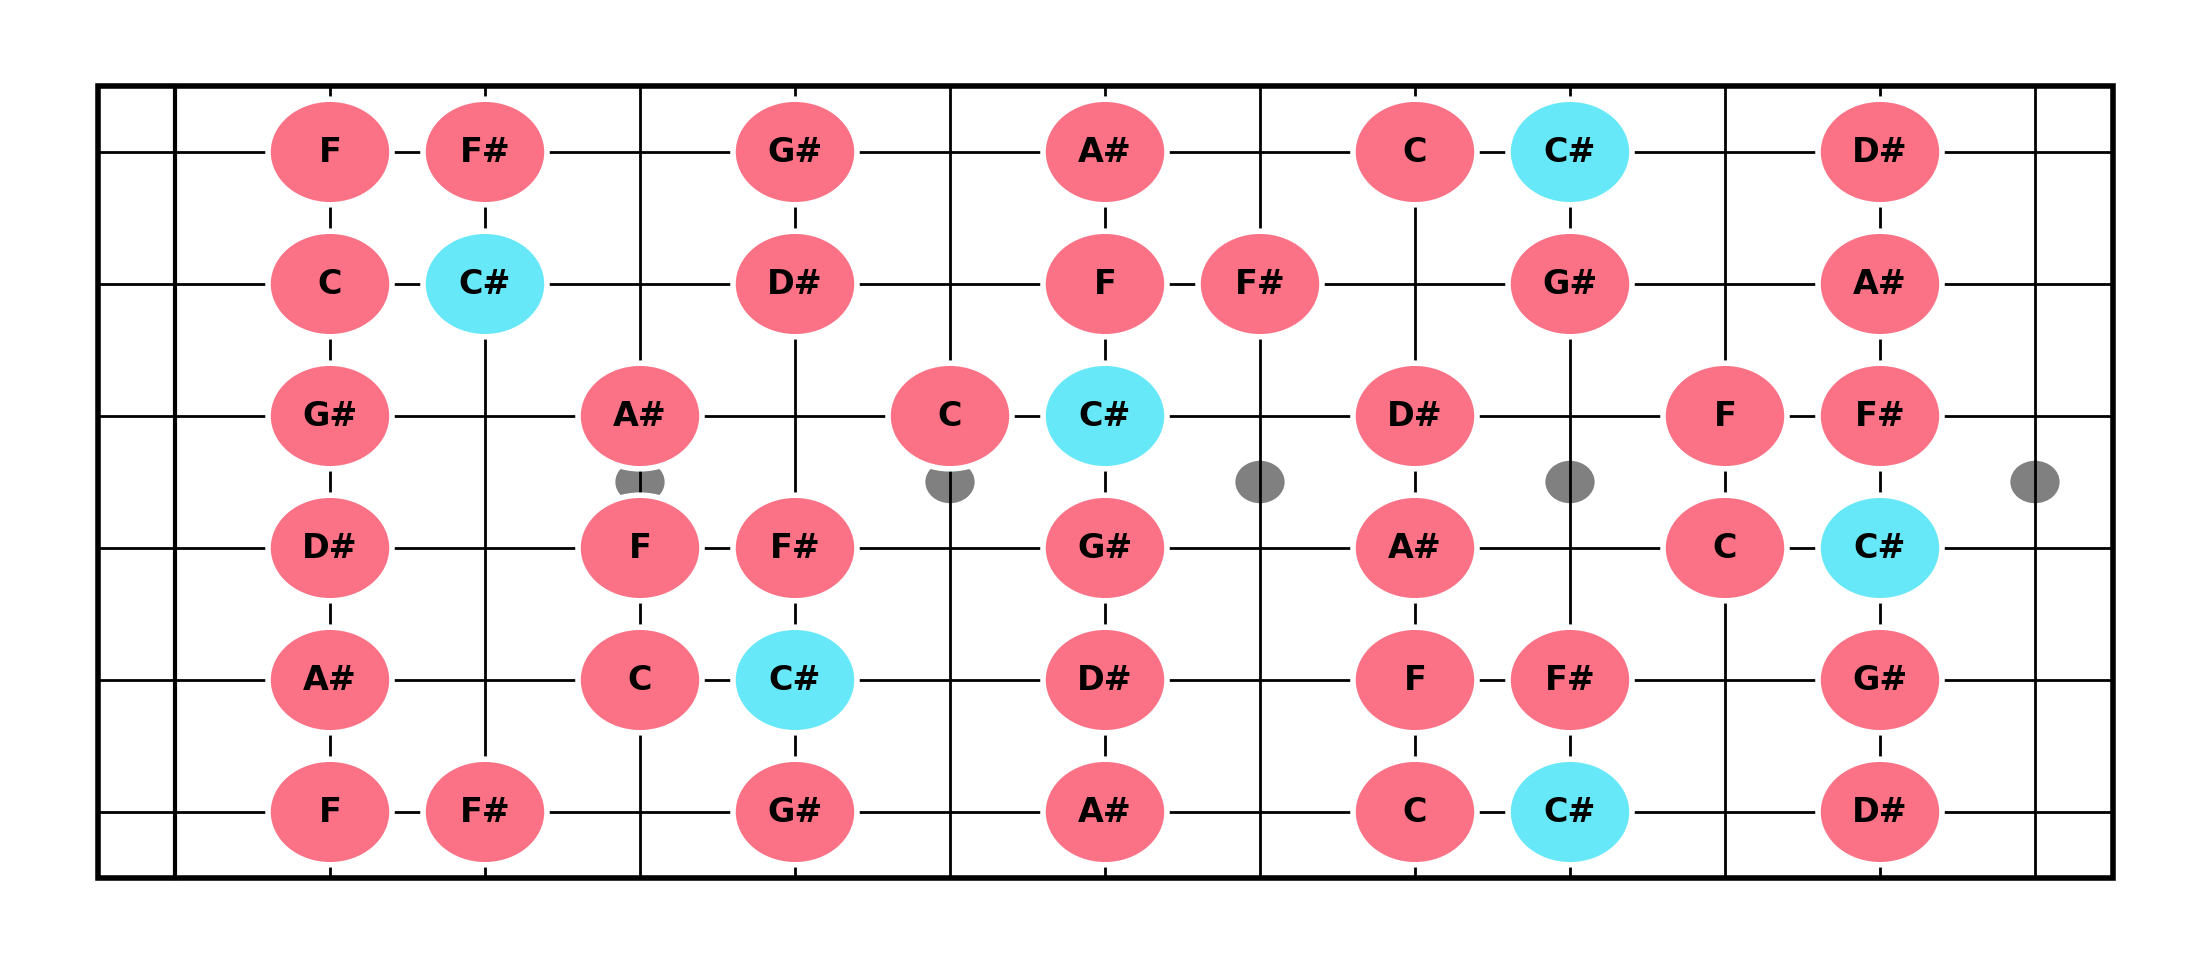 F F# G# A# C C# D#
C C# D# F F# G# A#
G# A# C C# D# F F#
D# F F# G# A# C C#
A# C C# D# F F# G#
F F# G# A# C C# D#